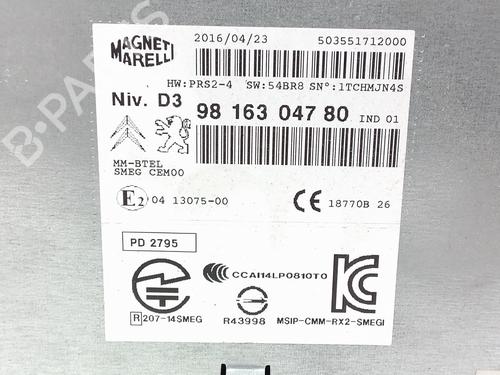 MAGNETI
MARELLI
2016/04/23 503551712000
HW:PRS2-4 SW:54BR8 SN°:1TCHMJN4S
Niv. D3
98 163 047 80 IND 01
MM-BTEL
SMEG CEM00
E2 04 13075-00
CE 18770B 26
PD 2795
CCAI14LP0810T0
R 207-14SMEG
R43998
MSIP-CMM-RX2-SMEGI
B-PARTS